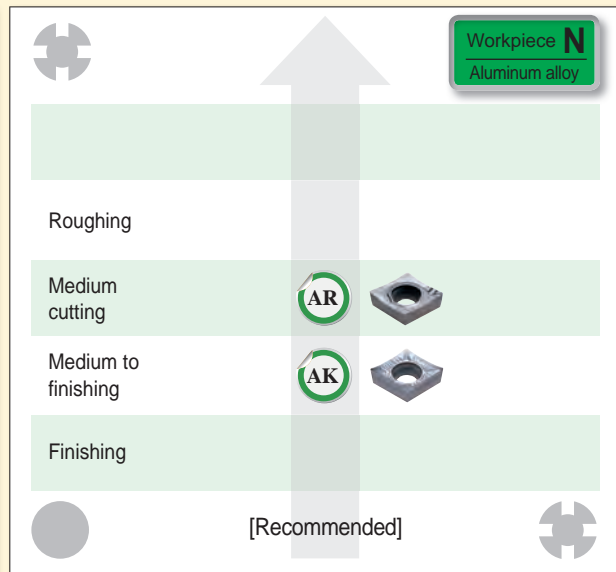 Workpiece N
Aluminum alloy
Roughing
Medium
cutting
AR
Medium to
finishing
AK
Finishing
[Recommended]